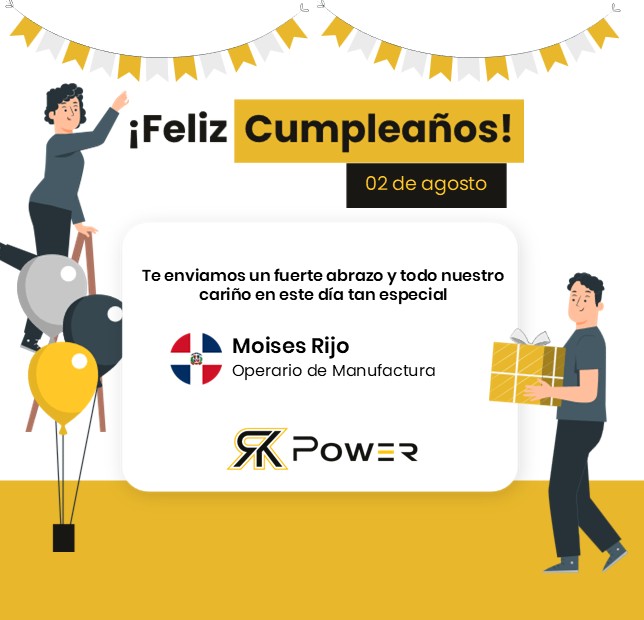 ¡Feliz Cumpleaños!
02 de agosto
Te enviamos un fuerte abrazo y todo nuestro
cariño en este día tan especial
Moises Rijo
Operario de Manufactura
RK Power